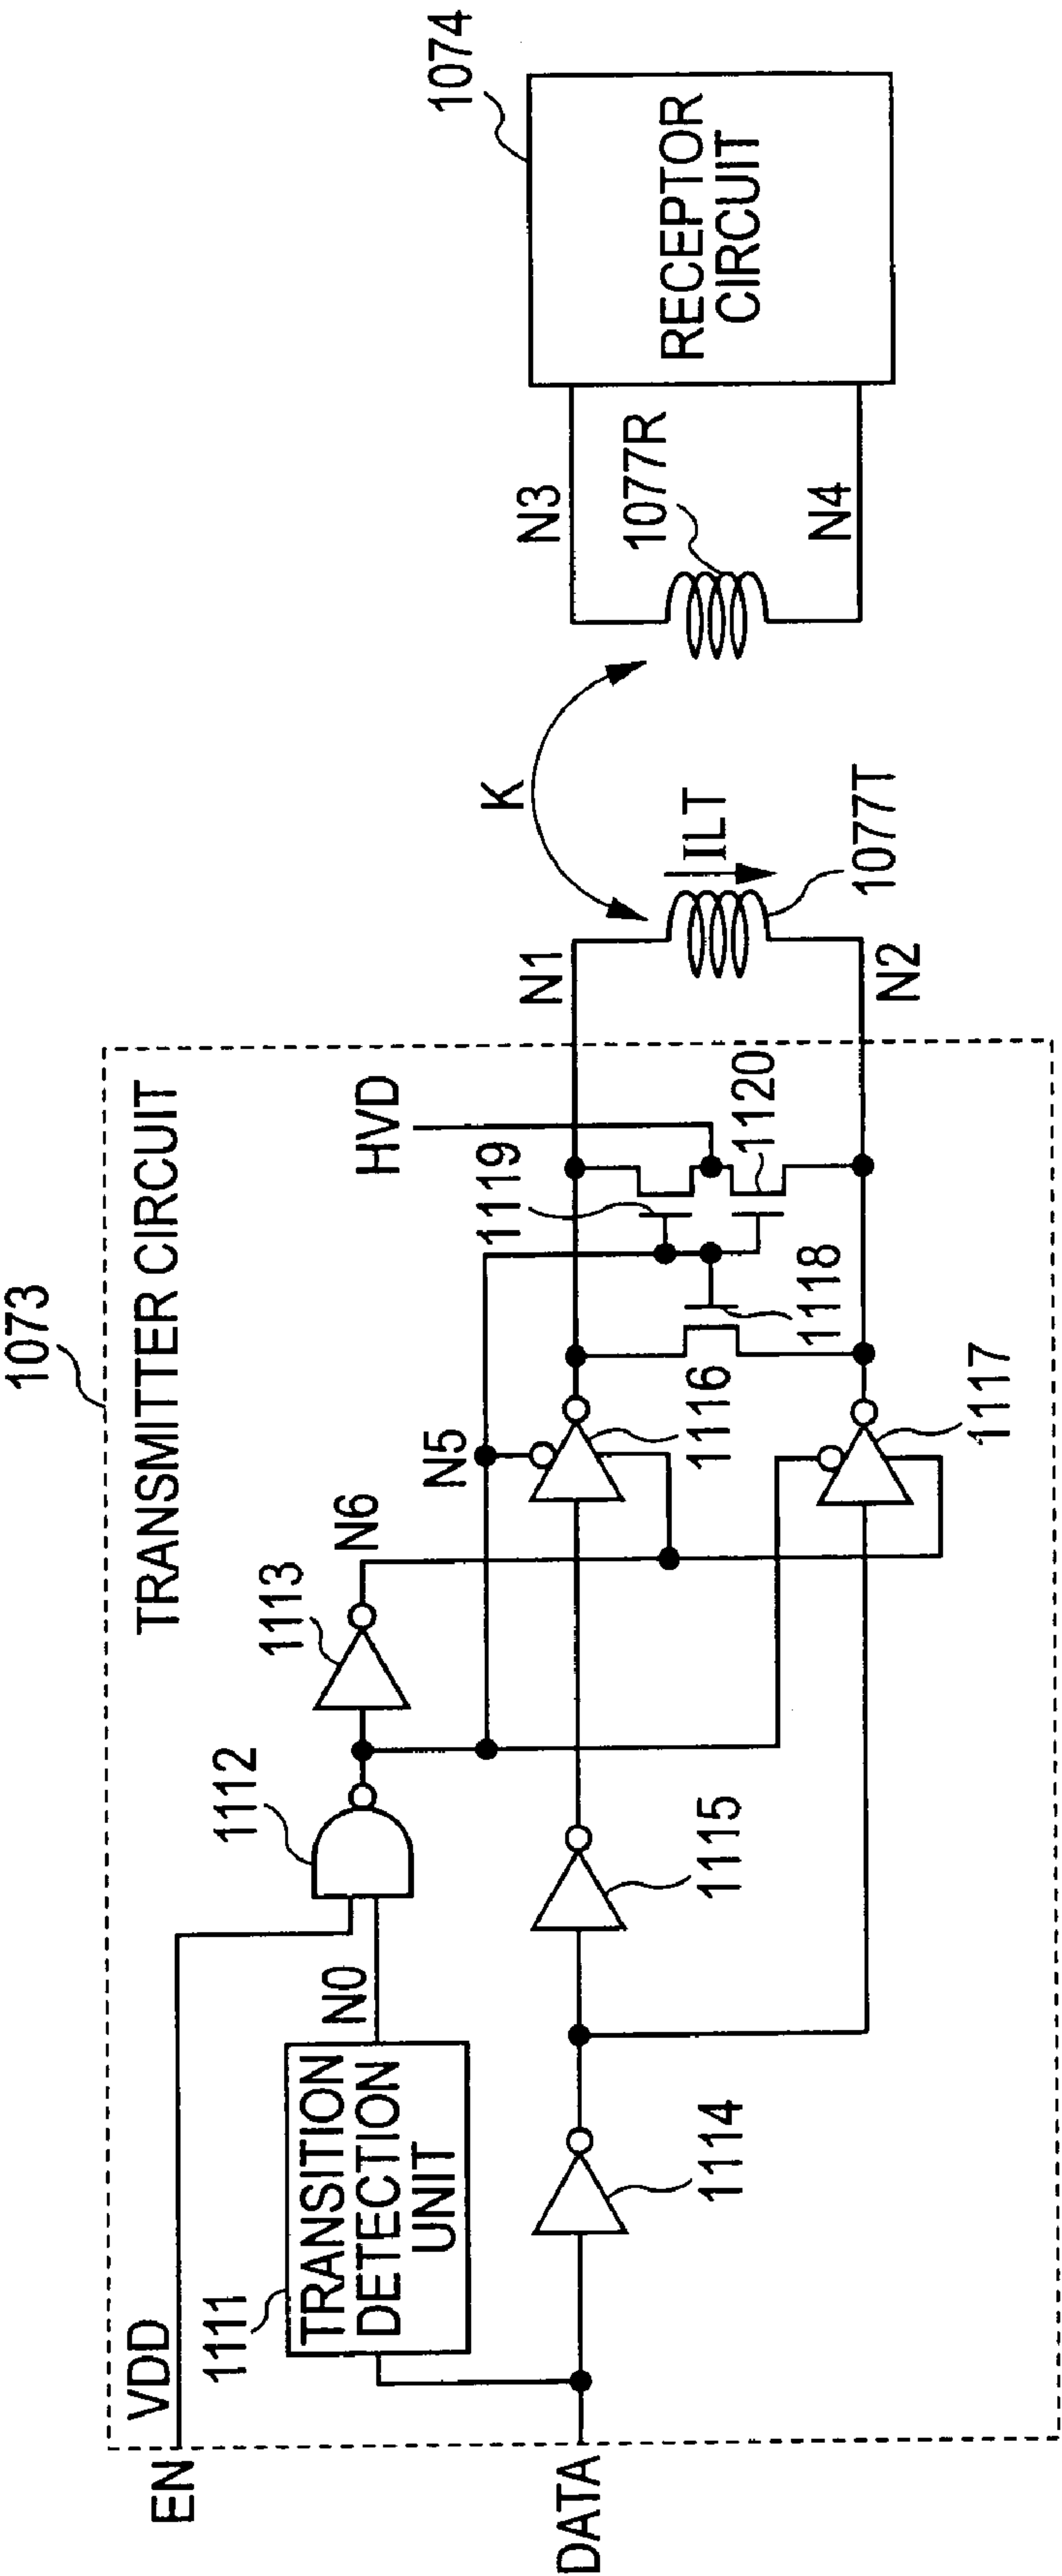 1073
TRANSMITTER CIRCUIT
EN
VDD
1111
TRANSITION
DETECTION
UNIT
N0
1112
1113
N6
N5
HVD
DATA
1114
1115
1116
1117
1118
1119
1120
N1
N2
ILT
1077T
K
N3
N4
1077R
1074
RECEPTOR
CIRCUIT